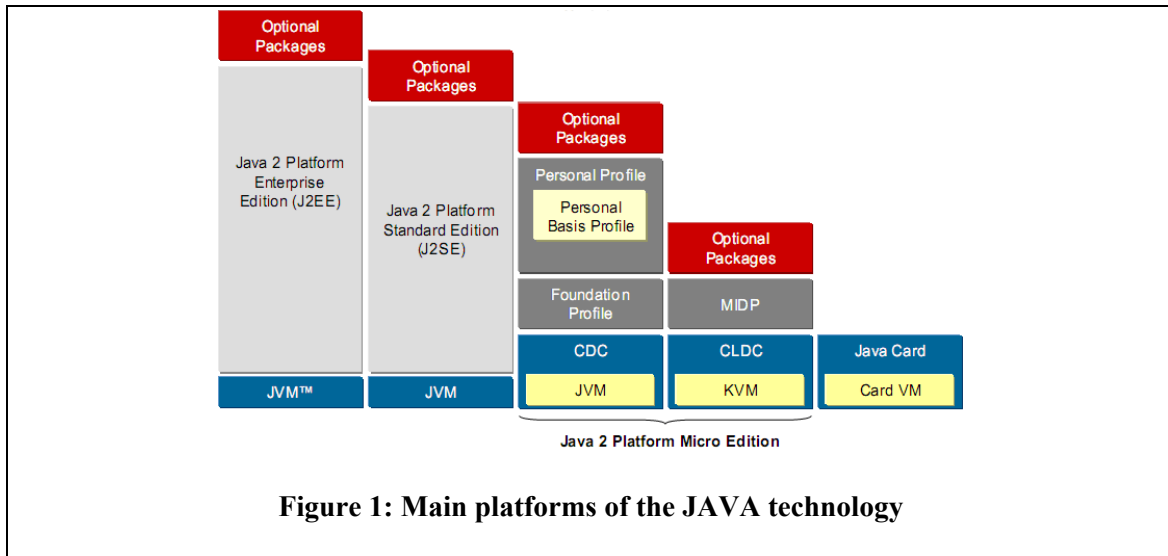 Optional
Packages
Java 2 Platform
Enterprise
Edition (J2EE)
JVM™
Optional
Packages
Java 2 Platform
Standard Edition
(J2SE)
JVM
Optional
Packages
Personal Profile
Personal
Basis Profile
Foundation
Profile
CDC
JVM
Optional
Packages
MIDP
CLDC
KVM
Java Card
Card VM
Java 2 Platform Micro Edition
Figure 1: Main platforms of the JAVA technology